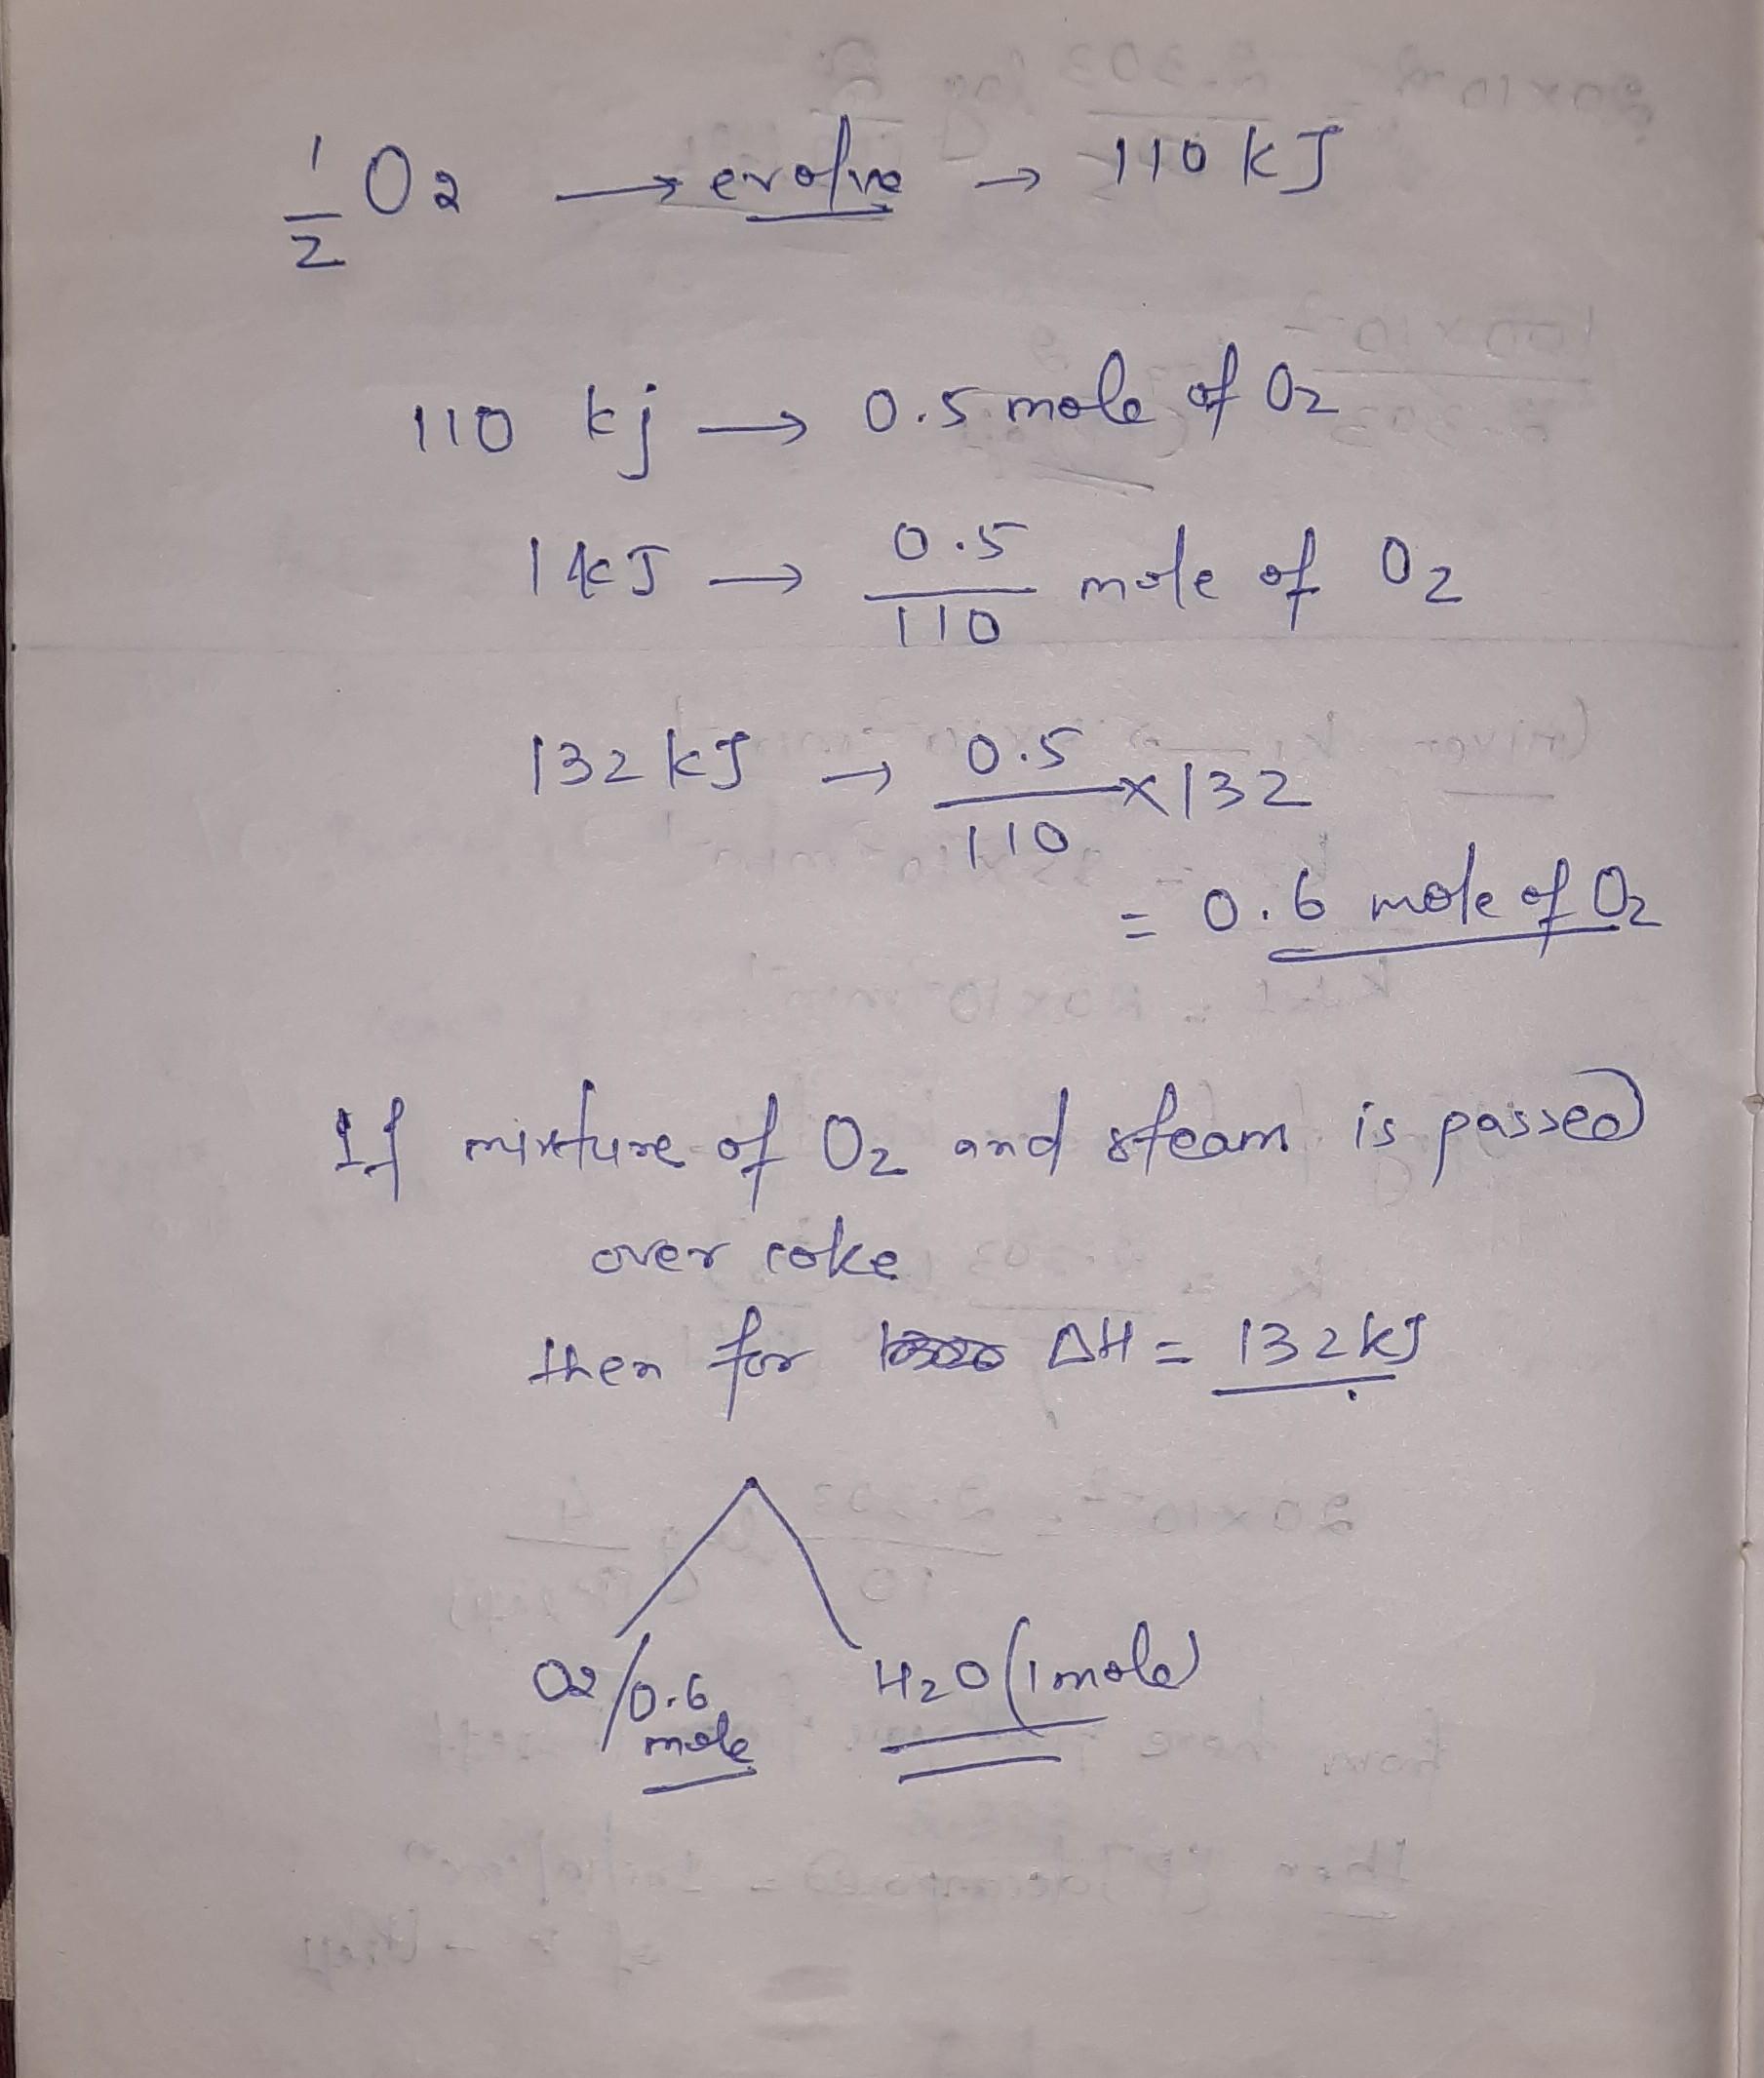 1/2 O2 → evolve → 110 kJ
110 kj → 0.5 mole of O2
1 kJ → 0.5/110 mole of O2
132 kJ → 0.5/110 × 132
= 0.6 mole of O2
If mixture of O2 and steam is passed
over coke
then for ΔH = 132kJ
O2/0.6 mole H2O (1 mole)